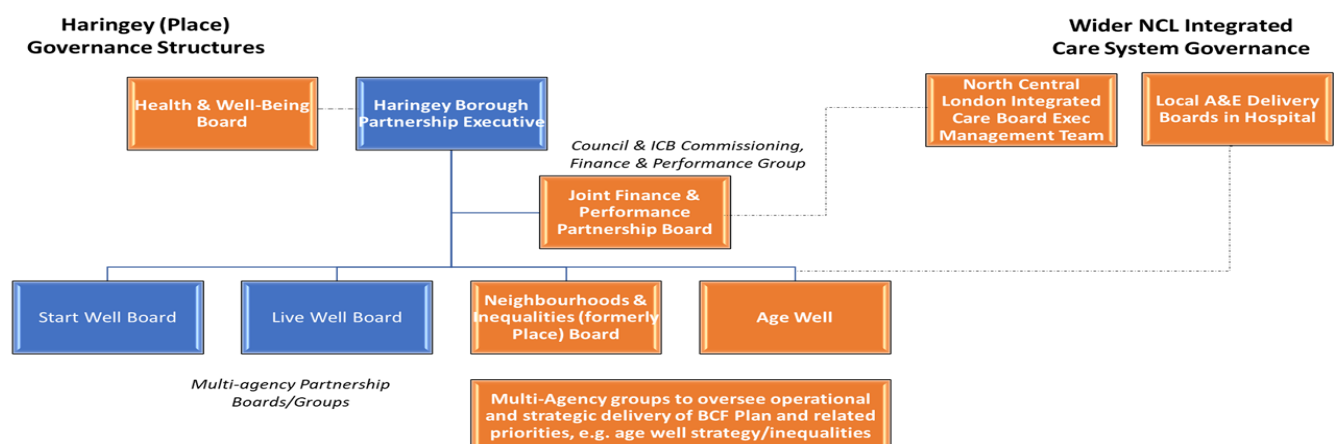 Haringey (Place)
Governance Structures
Wider NCL Integrated
Care System Governance
Health & Well-Being
Board
Haringey Borough
Partnership Executive
North Central
London Integrated
Care Board Exec
Management Team
Local A&E Delivery
Boards in Hospital
Council & ICB Commissioning,
Finance & Performance Group
Joint Finance &
Performance
Partnership Board
Start Well Board
Live Well Board
Neighbourhoods &
Inequalities (formerly
Place) Board
Age Well
Multi-agency Partnership
Boards/Groups
Multi-Agency groups to oversee operational
and strategic delivery of BCF Plan and related
priorities, e.g. age well strategy/inequalities